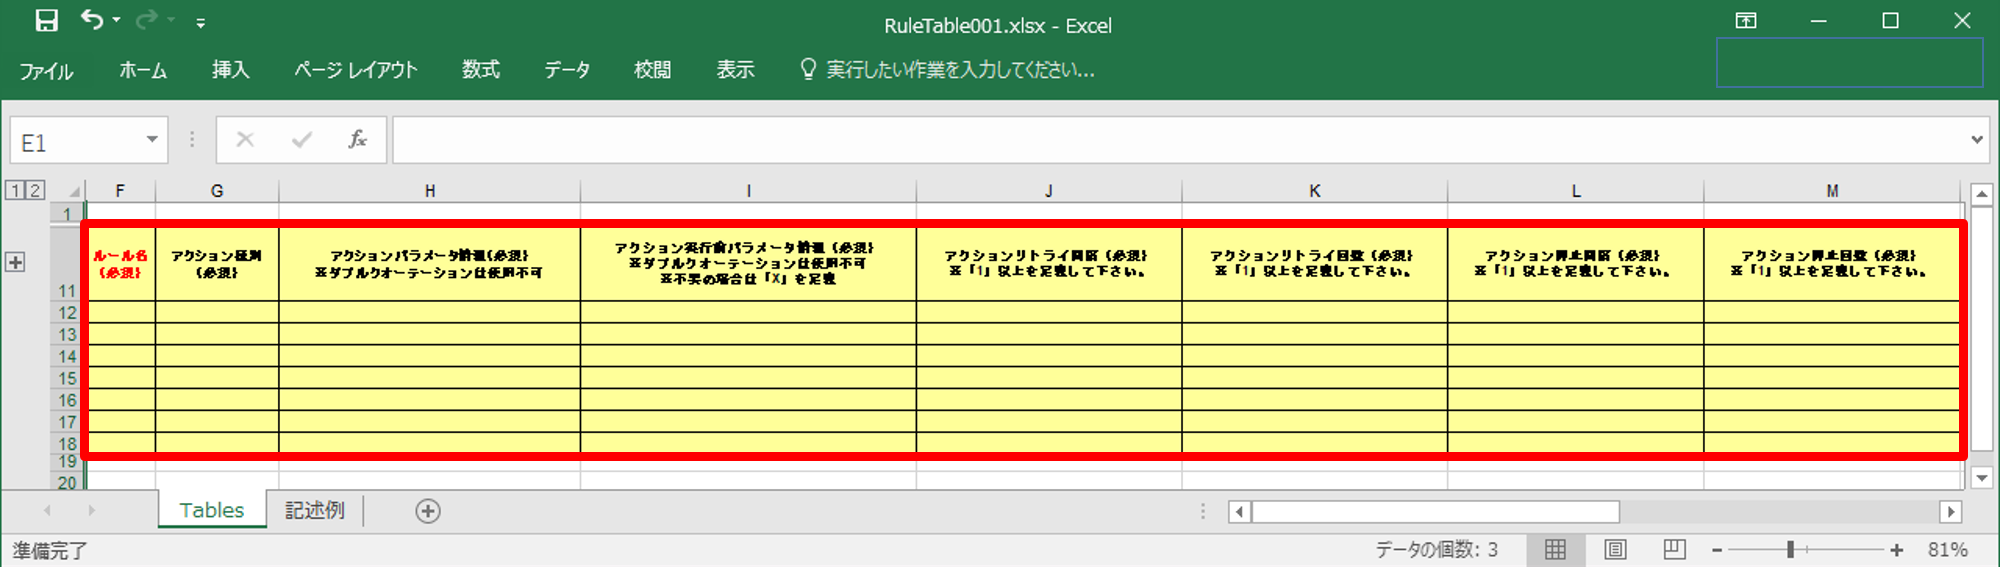 RuleTable001.xlsx - Excel
ファイル ホーム 挿入 ページ レイアウト 数式 データ 校閲 表示 実行したい作業を入力してください...
E1 fx
1 2 F G H I J K L M
1
ルール名
(必須)
アクション種別
(必須)
アクションパラメータ情報(必須)
※ダブルクオーテーションは使用不可
アクション実行前パラメータ情報(必須)
※ダブルクオーテーションは使用不可
※不要の場合は「X」を定義
アクションリトライ間隔(必須)
※「1」以上を定義して下さい。
アクションリトライ回数(必須)
※「1」以上を定義して下さい。
アクション停止間隔(必須)
※「1」以上を定義して下さい。
アクション停止回数(必須)
※「1」以上を定義して下さい。
11
12
13
14
15
16
17
18
19
20
Tables 記述例
準備完了 データの個数: 3 81%